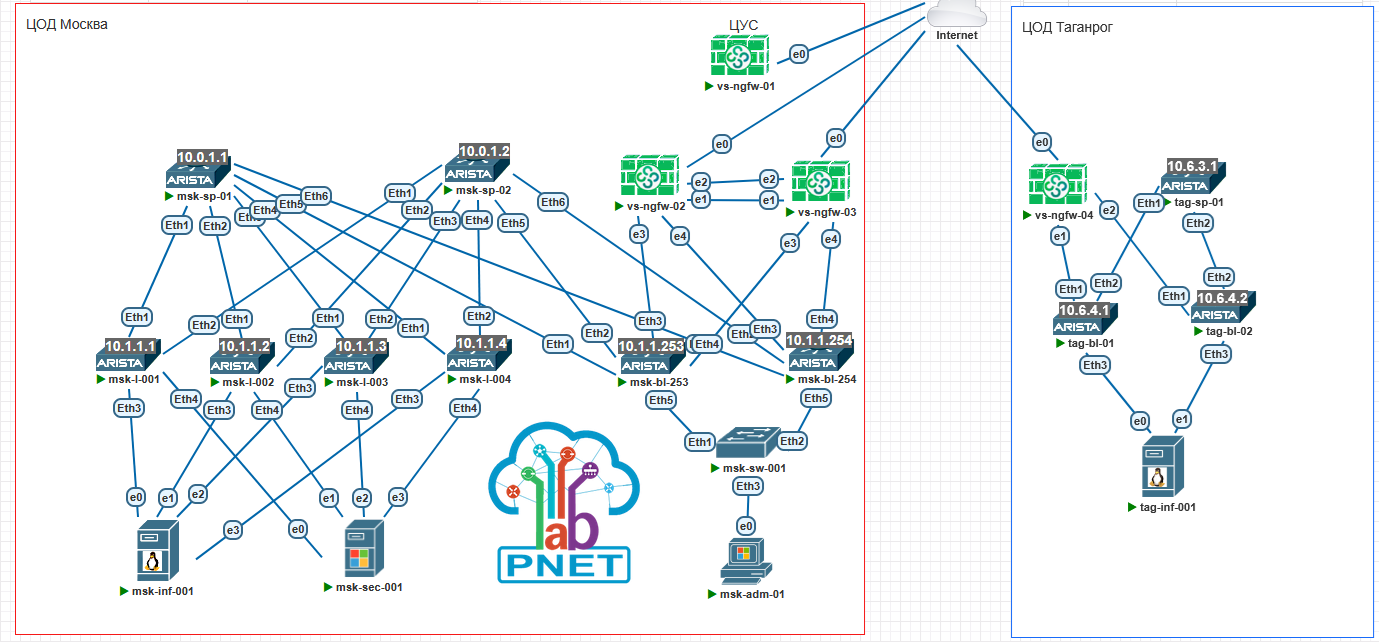 ЦОД Москва
ЦУС
Internet
ЦОД Таганрог
e0
vs-ngfw-01
e0
e0
e0
10.0.1.1
ARISTA
msk-sp-01
10.0.1.2
ARISTA
msk-sp-02
vs-ngfw-02
e2
e2
e1
e1
vs-ngfw-03
vs-ngfw-04
10.6.3.1
ARISTA
tag-sp-01
Eth1
Eth2
Eth4
Eth5
Eth6
Eth1
Eth2
Eth3
Eth4
Eth5
Eth6
e3
e4
e3
e4
e1
e2
Eth1
Eth2
Eth1
Eth2
Eth1
Eth2
Eth1
Eth2
Eth1
Eth2
Eth1
Eth2
Eth3
Eth4
Eth3
Eth4
Eth1
Eth2
Eth1
Eth2
10.1.1.1
ARISTA
msk-l-001
10.1.1.2
ARISTA
msk-l-002
10.1.1.3
ARISTA
msk-l-003
10.1.1.4
ARISTA
msk-l-004
10.1.1.253
ARISTA
msk-bl-253
10.1.1.254
ARISTA
msk-bl-254
10.6.4.1
ARISTA
tag-bl-01
10.6.4.2
ARISTA
tag-bl-02
Eth3
Eth4
Eth3
Eth4
Eth3
Eth4
Eth3
Eth4
Eth5
Eth5
Eth3
Eth3
Eth1
Eth2
msk-sw-001
Eth3
e0
e1
e2
e3
e0
e1
e2
e3
e0
e0
e1
msk-inf-001
msk-sec-001
lab
PNET
msk-adm-01
tag-inf-001